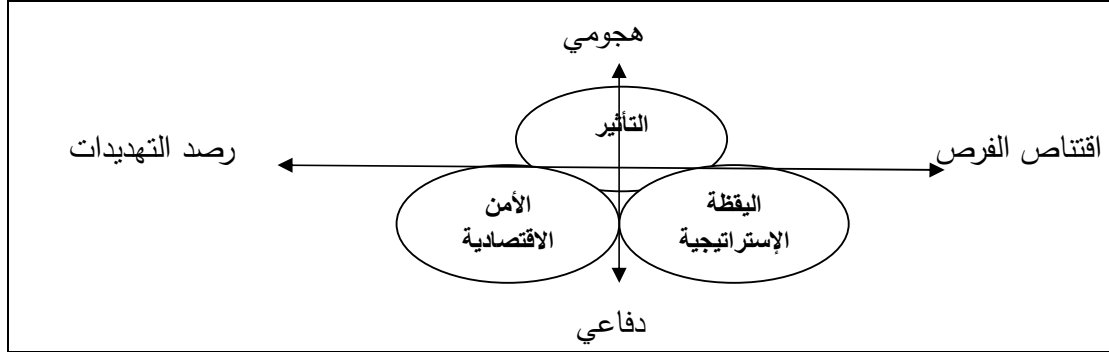 هجومي
التأثير
اقتناص الفرص
رصد التهديدات
اليقظة
الإستراتيجية
الأمن
الاقتصادية
دفاعي